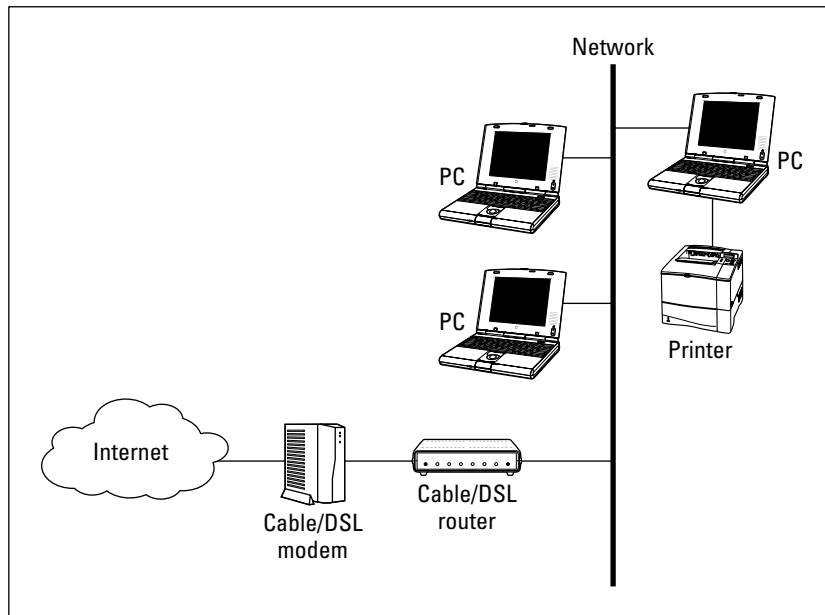 Network
PC
PC
PC
Printer
Internet
Cable/DSL
modem
Cable/DSL
router